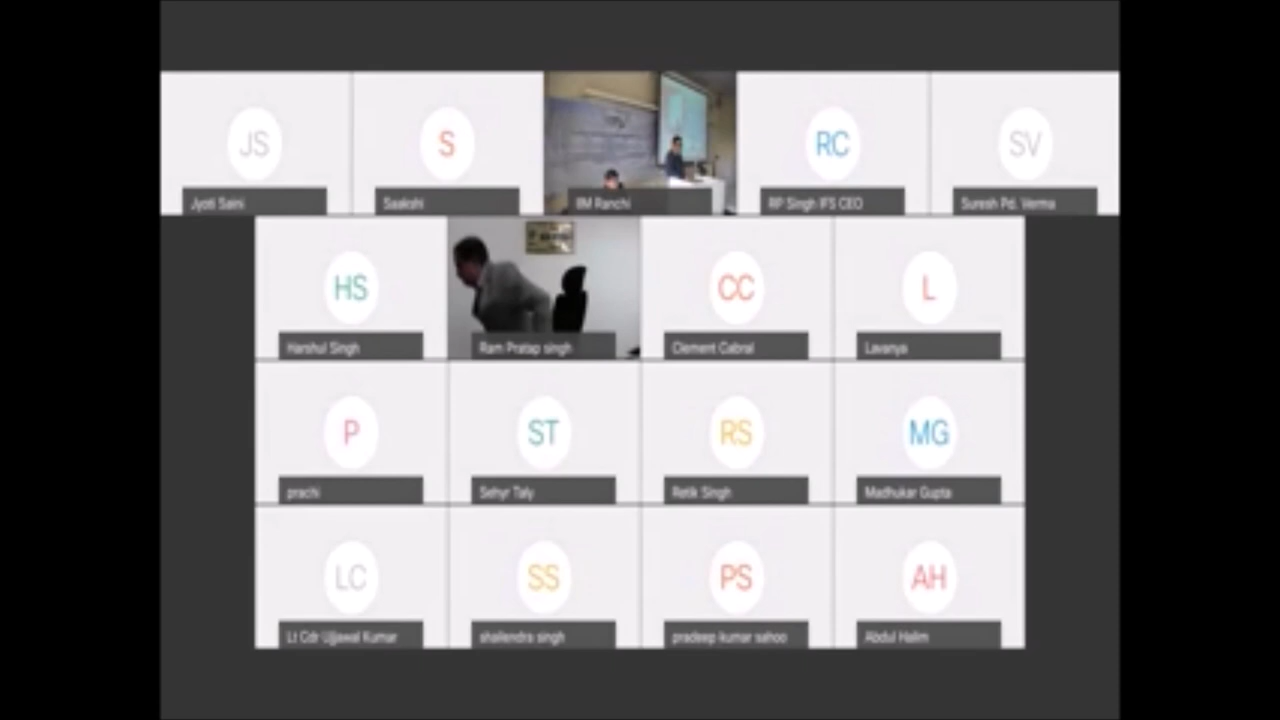 JS
S
RC
SV
Jyoti Saini
Saakshi
IIM Ranchi
RP Singh IFS CEO
Suresh Pd. Verma
HS
CC
L
Harshul Singh
Ram Pratap singh
Clement Cabral
Lavanya
P
ST
RS
MG
prachi
Sehyr Taly
Retik Singh
Madhukar Gupta
LC
SS
PS
AH
Lt Cdr Ujjawal Kumar
shailendra singh
pradeep kumar sahoo
Abdul Halim